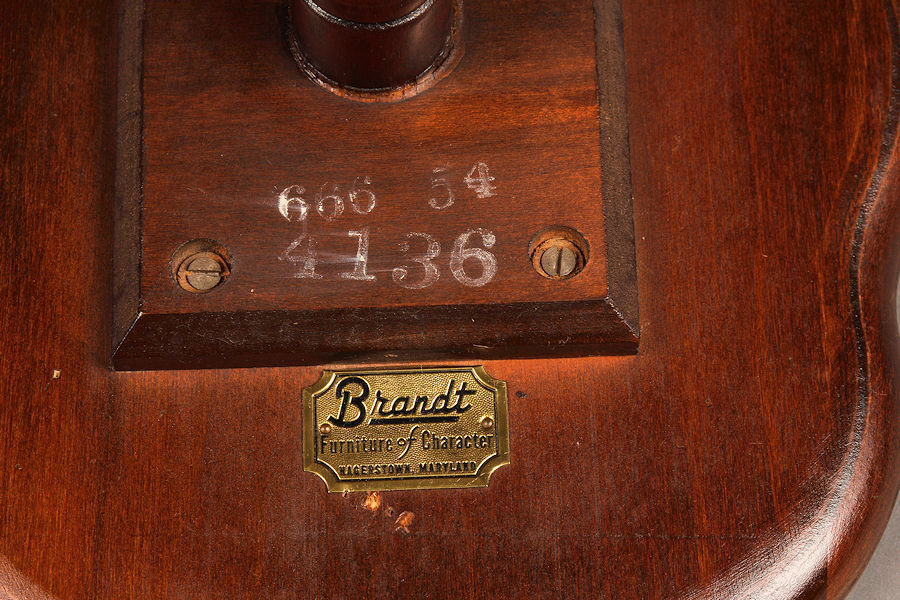 666 54
4136
Brandt
Furniture of Character
HAGERSTOWN, MARYLAND